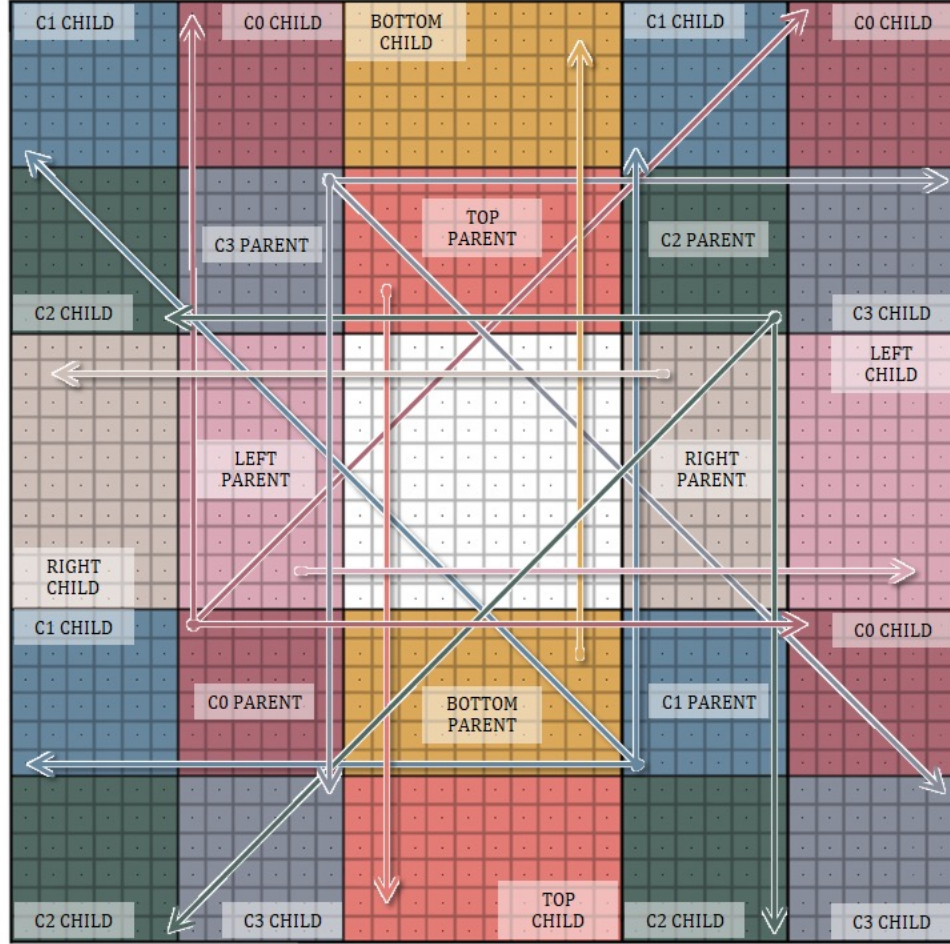 C1 CHILD
C0 CHILD
BOTTOM
CHILD
C1 CHILD
C0 CHILD
C3 PARENT
TOP
PARENT
C2 PARENT
C2 CHILD
C3 CHILD
LEFT
CHILD
LEFT
PARENT
RIGHT
PARENT
RIGHT
CHILD
C1 CHILD
C0 CHILD
C0 PARENT
BOTTOM
PARENT
C1 PARENT
C2 CHILD
C3 CHILD
TOP
CHILD
C2 CHILD
C3 CHILD